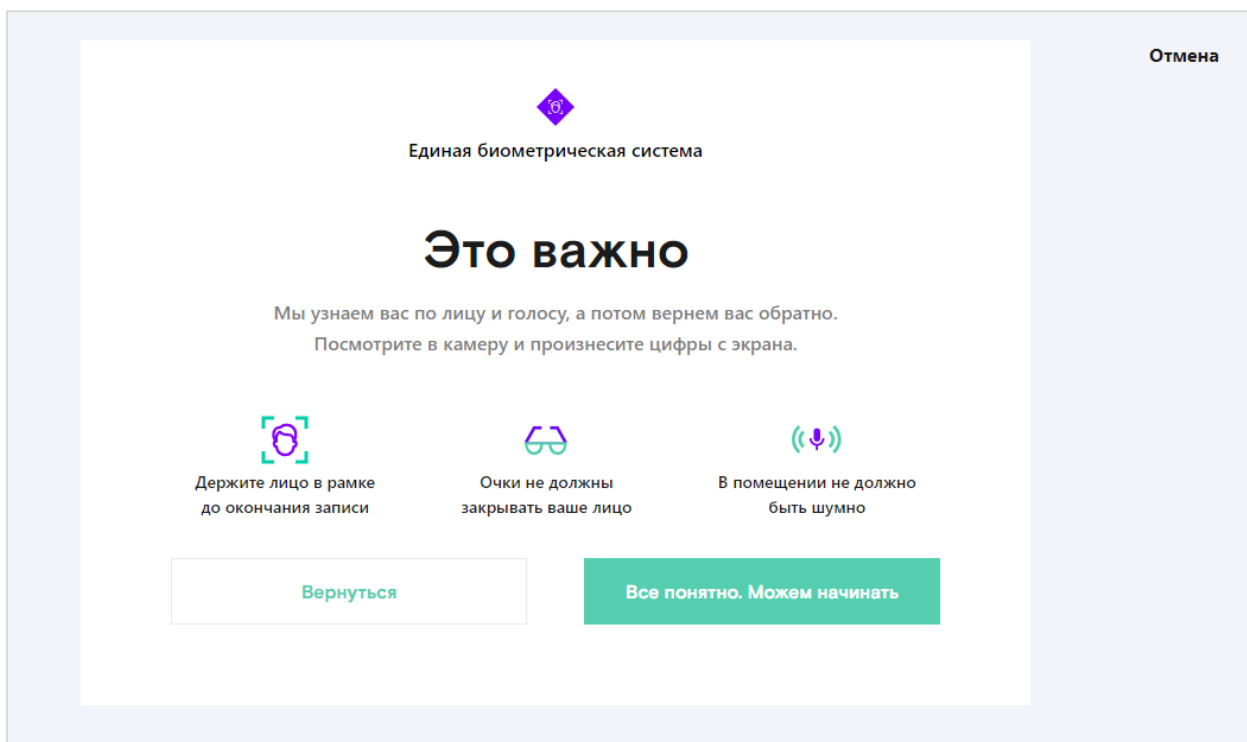 Отмена
Единая биометрическая система
Это важно
Мы узнаем вас по лицу и голосу, а потом вернем вас обратно.
Посмотрите в камеру и произнесите цифры с экрана.
Держите лицо в рамке
до окончания записи
Очки не должны
закрывать ваше лицо
В помещении не должно
быть шумно
Вернуться
Все понятно. Можем начинать